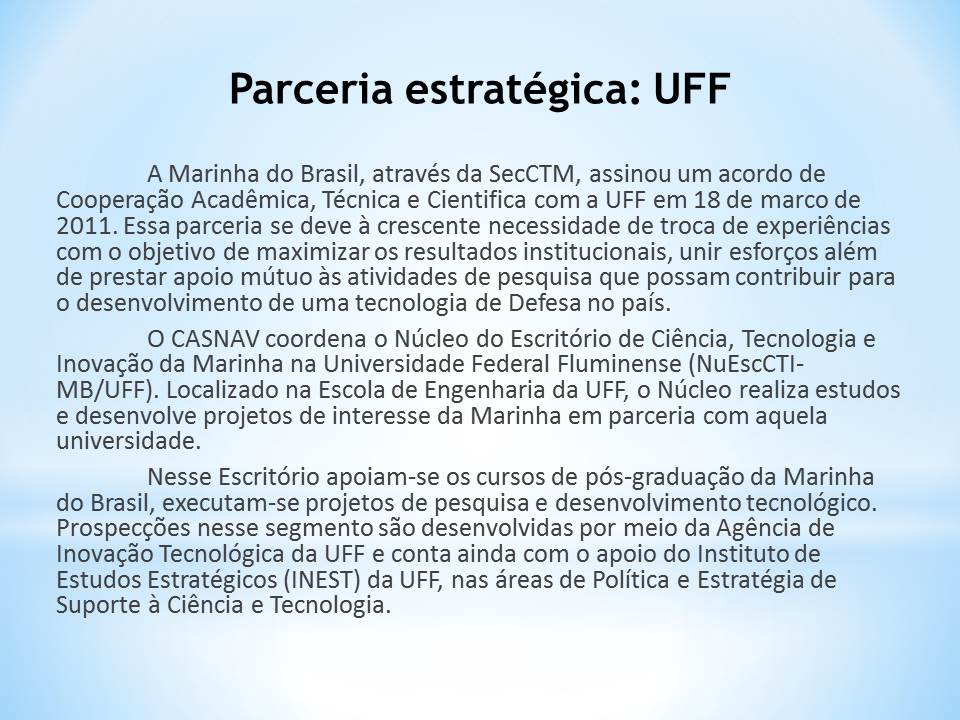 Parceria estratégica: UFF
A Marinha do Brasil, através da SecCTM, assinou um acordo de
Cooperação Acadêmica, Técnica e Cientifica com a UFF em 18 de marco de
2011. Essa parceria se deve à crescente necessidade de troca de experiências
com o objetivo de maximizar os resultados institucionais, unir esforços além
de prestar apoio mútuo às atividades de pesquisa que possam contribuir para
o desenvolvimento de uma tecnologia de Defesa no país.
O CASNAV coordena o Núcleo do Escritório de Ciência, Tecnologia e
Inovação da Marinha na Universidade Federal Fluminense (NuEscCTI-
MB/UFF). Localizado na Escola de Engenharia da UFF, o Núcleo realiza estudos
e desenvolve projetos de interesse da Marinha em parceria com aquela
universidade.
Nesse Escritório apoiam-se os cursos de pós-graduação da Marinha
do Brasil, executam-se projetos de pesquisa e desenvolvimento tecnológico.
Prospecções nesse segmento são desenvolvidas por meio da Agência de
Inovação Tecnológica da UFF e conta ainda com o apoio do Instituto de
Estudos Estratégicos (INEST) da UFF, nas áreas de Política e Estratégia de
Suporte à Ciência e Tecnologia.